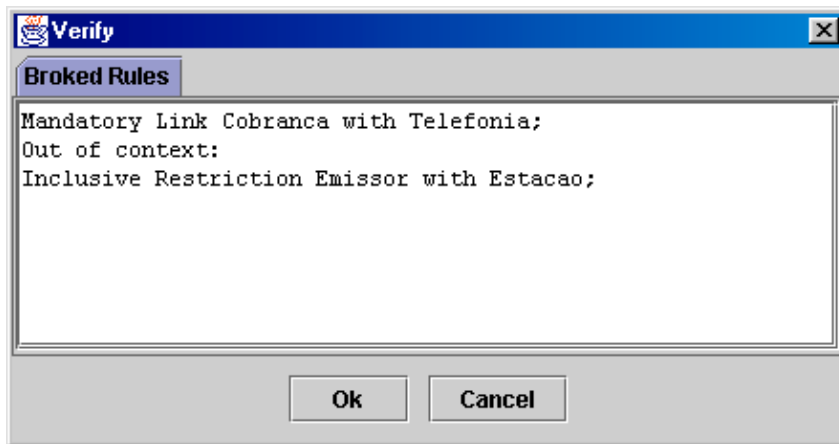 Verify
Broked Rules
Mandatory Link Cobranca with Telefonia;
Out of context:
Inclusive Restriction Emissor with Estacao;
Ok Cancel